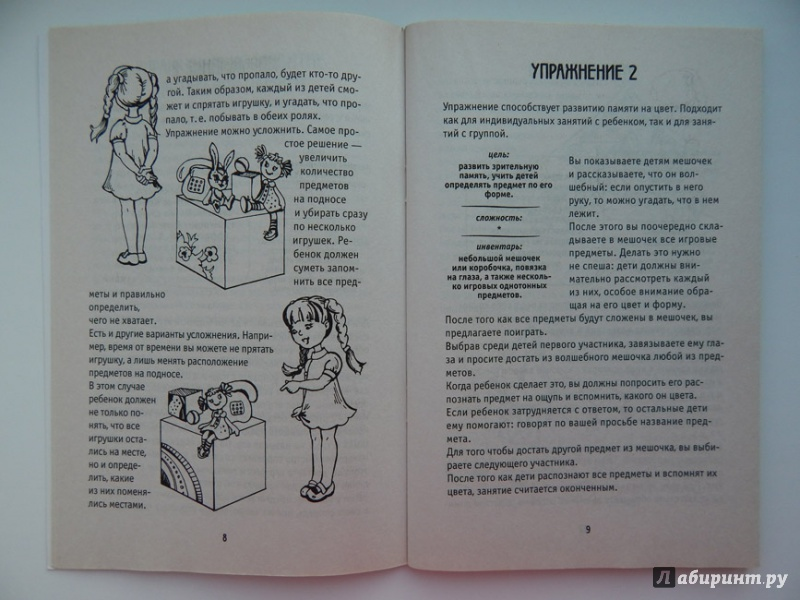 а угадывать, что пропало, будет кто-то дру-
гой. Таким образом, каждый из детей смо-
жет и спрятать игрушку, и угадать, что про-
пало, т. е. побывать в обеих ролях.
Упражнение можно усложнить. Самое про-
стое решение —
увеличить
количество
предметов
на подносе
и убирать сразу
по несколько
игрушек. Ре-
бенок должен
суметь запом-
нить все пред-
меты и правильно
определить,
чего не хватает.
Есть и другие варианты усложнения. Напри-
мер, время от времени вы можете не прятать
игрушку, а лишь менять расположение
предметов на подносе.
В этом случае
ребенок должен
не только по-
нять, что все
игрушки оста-
лись на месте,
но и опреде-
лить, какие
из них поменя-
лись местами.
8
УПРАЖНЕНИЕ 2
Упражнение способствует развитию памяти на цвет. Подходит
как для индивидуальных занятий с ребенком, так и для заня-
тий с группой.
цель:
развить зрительную
память, учить детей
определять предмет по его
форме.
сложность:
*
инвентарь:
небольшой мешочек
или коробочка, повязка
на глаза, а также несколь-
ко игровых однотонных
предметов.
Вы показываете детям мешочек
и рассказываете, что он вол-
шебный: если опустить в него
руку, то можно угадать, что в нем
лежит.
После этого вы поочередно скла-
дываете в мешочек все игровые
предметы. Делать это нужно
не спеша: дети должны вни-
мательно рассмотреть каждый
из них, особое внимание обра-
щая на его цвет и форму.
После того как все предметы будут сложены в мешочек, вы
предлагаете поиграть.
Выбрав среди детей первого участника, завязываете ему гла-
за и просите достать из волшебного мешочка любой из пред-
метов.
Когда ребенок сделает это, вы должны попросить его рас-
познать предмет на ощупь и вспомнить, какого он цвета.
Если ребенок затрудняется с ответом, то остальные дети
ему помогают: говорят по вашей просьбе название пред-
мета.
Для того чтобы достать другой предмет из мешочка, вы выби-
раете следующего участника.
После того как дети распознают все предметы и вспомнят их
цвета, занятие считается оконченным.
9
Лабиринт.ру